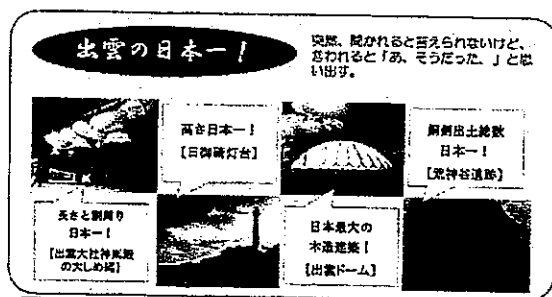 出雲の日本一！
突然、聞かれると答えられないけど、
言われると「あ、そうだった。」と思
い出す。
高さ日本一！
【日御碕灯台】
銅剣出土総数
日本一！
【荒神谷遺跡】
長さと胴周り
日本一！
【出雲大社神楽殿
の大しめ縄】
日本最大の
木造建築！
【出雲ドーム】